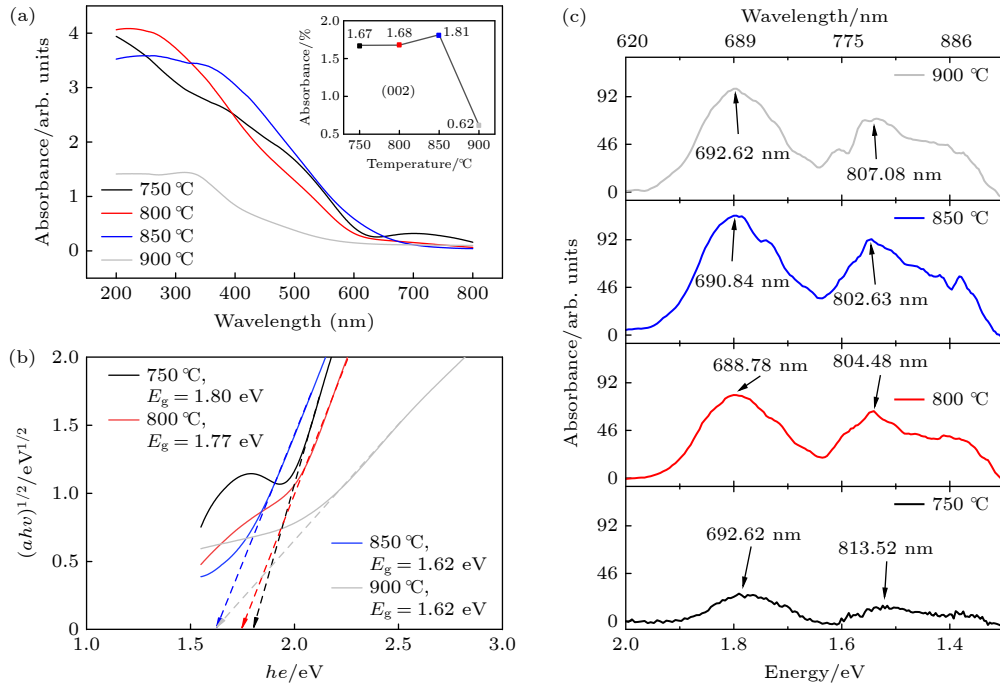 (a)
Absorbance/arb. units
4
3
2
1
0
200
300
400
500
600
700
800
Wavelength (nm)
750 ℃
800 ℃
850 ℃
900 ℃
Absorbance/%
2.0
1.5
1.0
0.5
1.67
1.68
1.81
0.62
(002)
750
800
850
900
Temperature/℃
(b)
(ahv)1/2/eV1/2
2.0
1.5
1.0
0.5
0
1.0
1.5
2.0
2.5
3.0
he/eV
750 ℃,
Eg = 1.80 eV
800 ℃,
Eg = 1.77 eV
850 ℃,
Eg = 1.62 eV
900 ℃,
Eg = 1.62 eV
(c)
Wavelength/nm
620
689
775
886
Absorbance/arb. units
92
46
0
900 ℃
692.62 nm
807.08 nm
92
46
0
850 ℃
690.84 nm
802.63 nm
92
46
0
800 ℃
688.78 nm
804.48 nm
92
46
0
750 ℃
692.62 nm
813.52 nm
2.0
1.8
1.6
1.4
Energy/eV